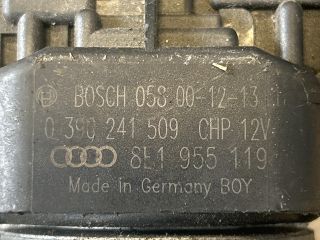 BOSCH 058 00-12-13
0 390 241 509 CHP 12V
8E1 955 119
Made in Germany BOY